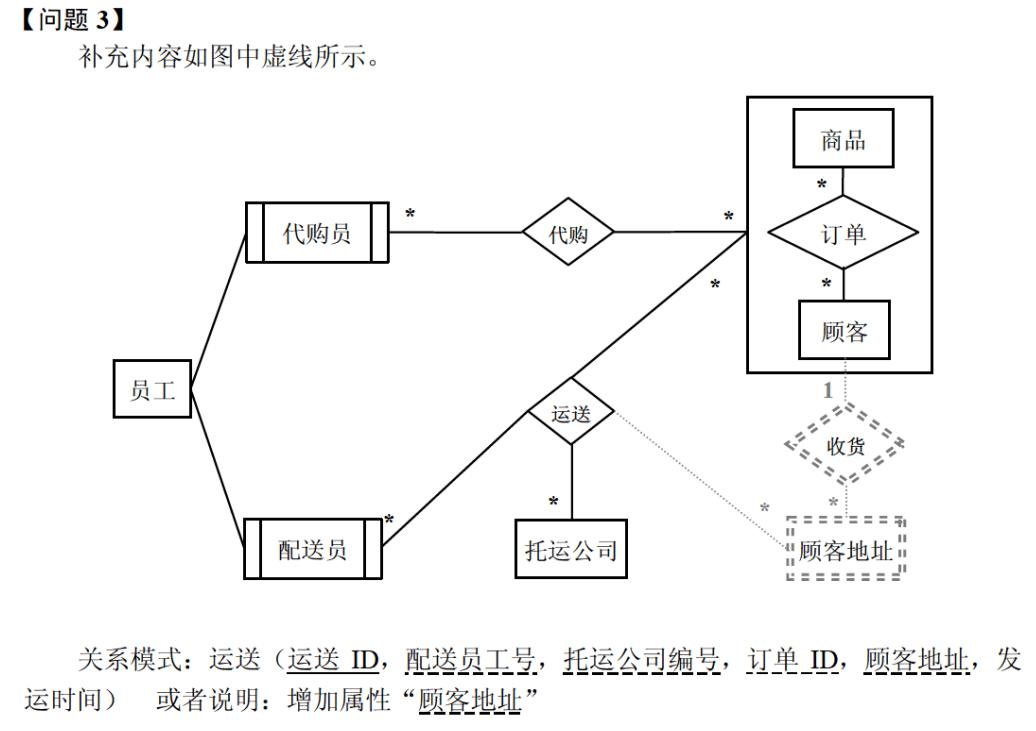 【问题 3】
补充内容如图中虚线所示。
商品
*
代购员
*
代购
*
订单
*
*
顾客
员工
1
运送
收货
*
*
*
*
配送员
托运公司
顾客地址
关系模式：运送（运送 ID，配送员工号，托运公司编号，订单 ID，顾客地址，发
运时间） 或者说明：增加属性“顾客地址”